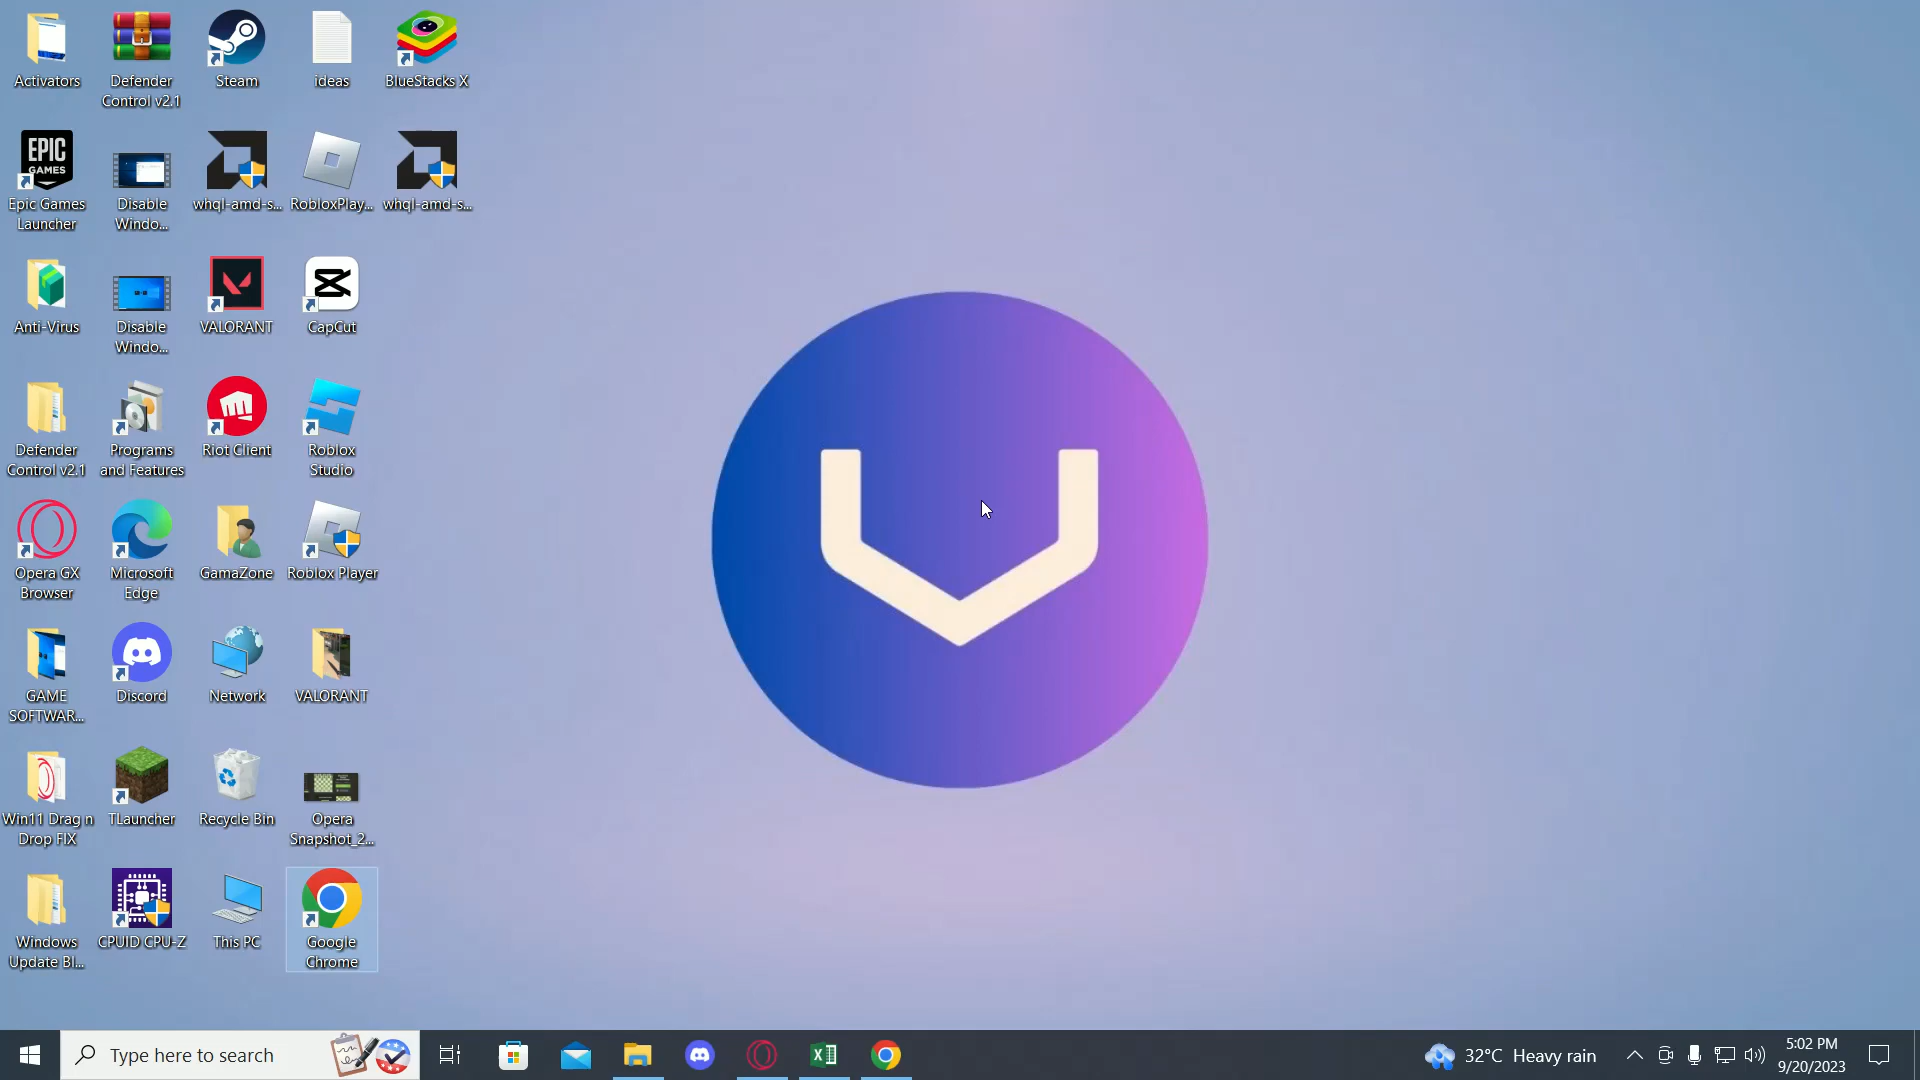 Activators
Defender
Control v2.1
Steam
ideas
BlueStacks X
EPIC
GAMES
Epic Games
Launcher
Disable
Windo...
whql-amd-s...
RobloxPlay...
whql-amd-s...
Anti-Virus
Disable
Windo...
VALORANT
CapCut
Defender
Control v2.1
Programs
and Features
Riot Client
Roblox
Studio
Opera GX
Browser
Microsoft
Edge
GamaZone
Roblox Player
GAME
SOFTWAR...
Discord
Network
VALORANT
Win11 Drag n
Drop FIX
TLauncher
Recycle Bin
Opera
Snapshot_2...
Windows
Update Bl...
CPUID CPU-Z
This PC
Google
Chrome
Type here to search
32°C Heavy rain
5:02 PM
9/20/2023